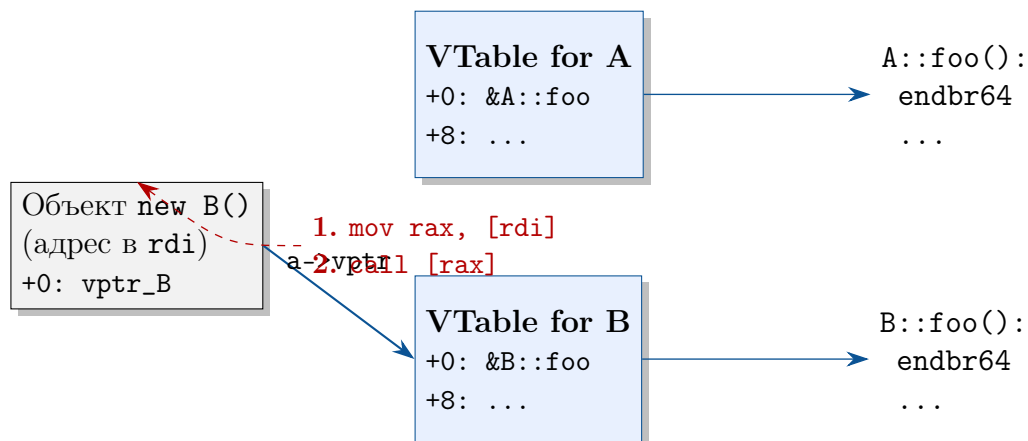 VTable for A
+0: &A::foo
+8: ...
A::foo():
endbr64
...
Объект new B()
(адрес в rdi)
+0: vptr_B
1. mov rax, [rdi]
2. call [rax]
a->vptr
VTable for B
+0: &B::foo
+8: ...
B::foo():
endbr64
...